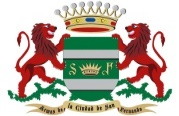 S F
Armas de la Ciudad de San Fernando